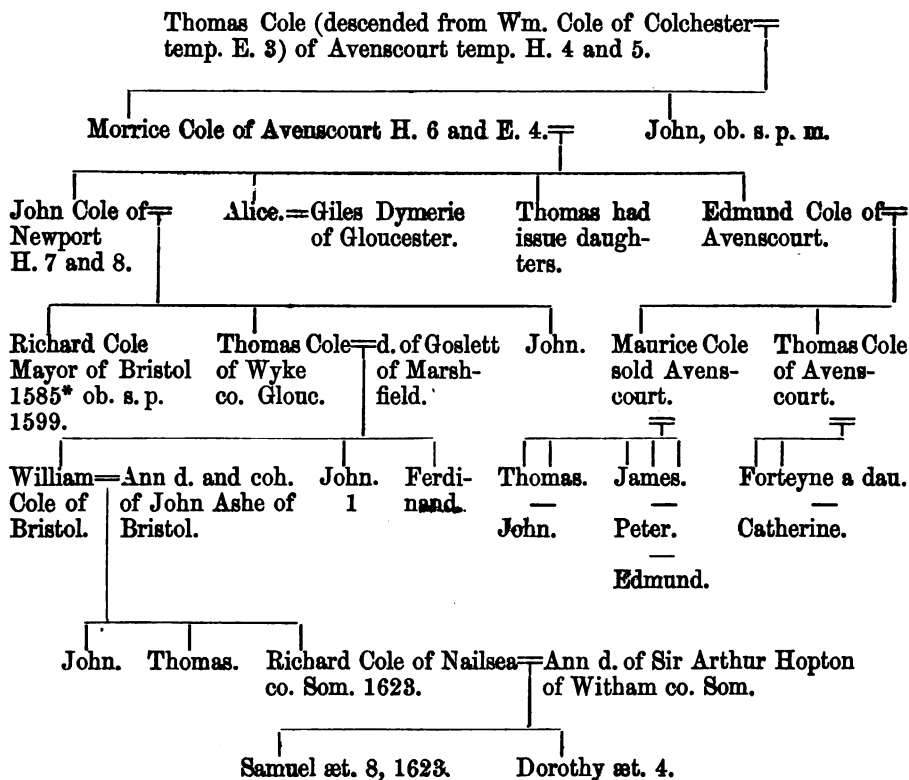 Thomas Cole (descended from Wm. Cole of Colchester
temp. E. 3) of Avenscourt temp. H. 4 and 5.
Morrice Cole of Avenscourt H. 6 and E. 4.
John, ob. s. p. m.
John Cole of
Newport
H. 7 and 8.
Alice.=Giles Dymerie
of Gloucester.
Thomas had
issue daugh-
ters.
Edmund Cole of
Avenscourt.
Richard Cole
Mayor of Bristol
1585* ob. s. p.
1599.
Thomas Cole
of Wyke
co. Glouc.
d. of Goslett
of Marsh-
field.
John.
Maurice Cole
sold Avens-
court.
Thomas Cole
of Avens-
court.
William=
Cole of
Bristol.
Ann d. and coh.
of John Ashe of
Bristol.
John.
1
Ferdi-
nand.
Thomas.
John.
James.
Peter.
Edmund.
Forteyne a dau.
Catherine.
John.
Thomas.
Richard Cole of Nailsea
co. Som. 1623.
Ann d. of Sir Arthur Hopton
of Witham co. Som.
Samuel æt. 8, 1623.
Dorothy æt. 4.